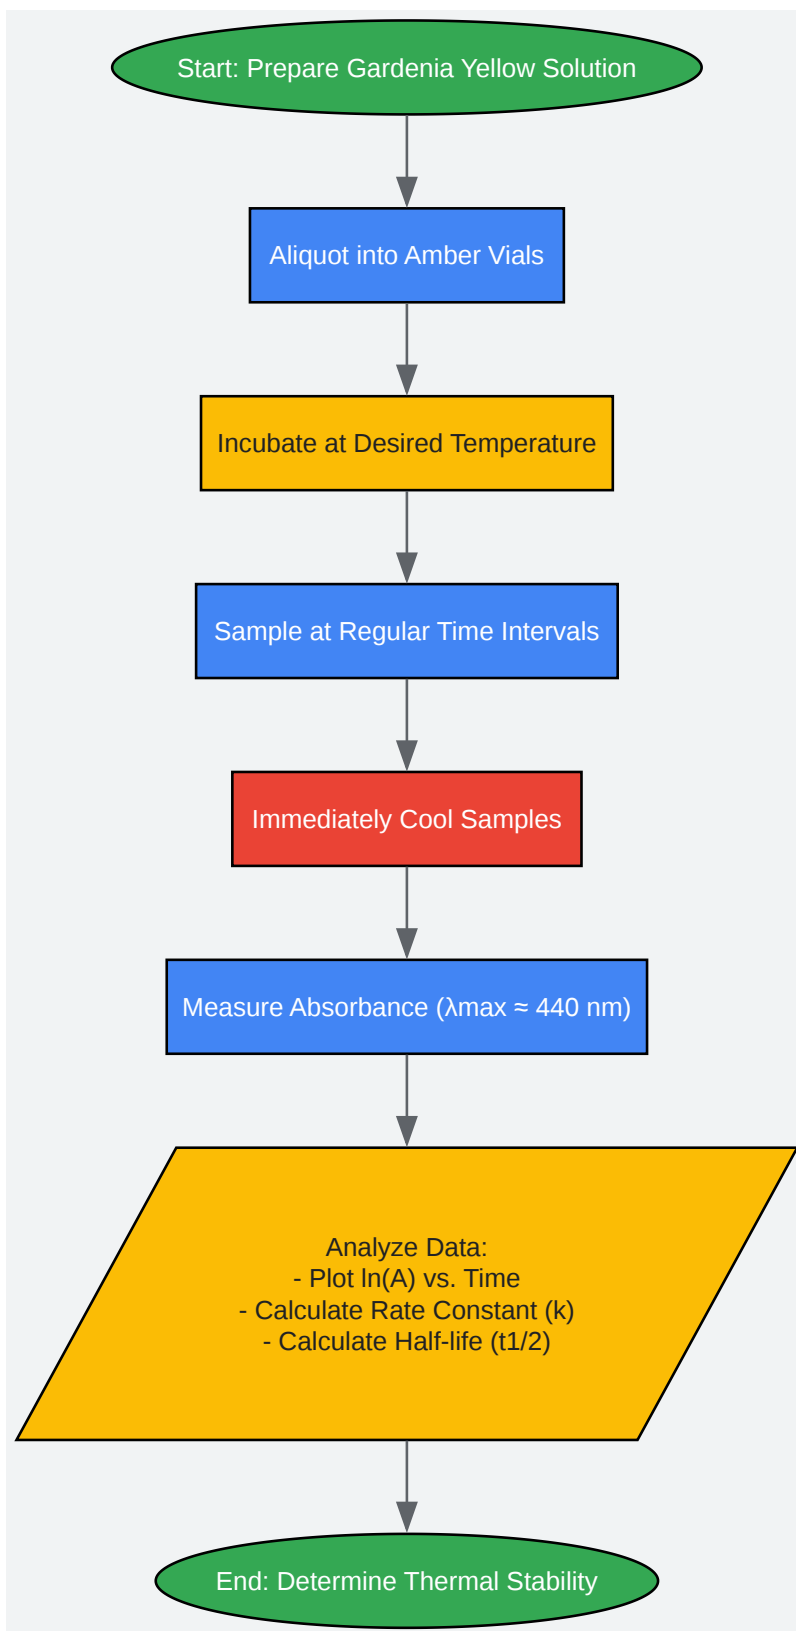 Start: Prepare Gardenia Yellow Solution
Aliquot into Amber Vials
Incubate at Desired Temperature
Sample at Regular Time Intervals
Immediately Cool Samples
Measure Absorbance (λmax ≈ 440 nm)
Analyze Data:
- Plot ln(A) vs. Time
- Calculate Rate Constant (k)
- Calculate Half-life (t1/2)
End: Determine Thermal Stability